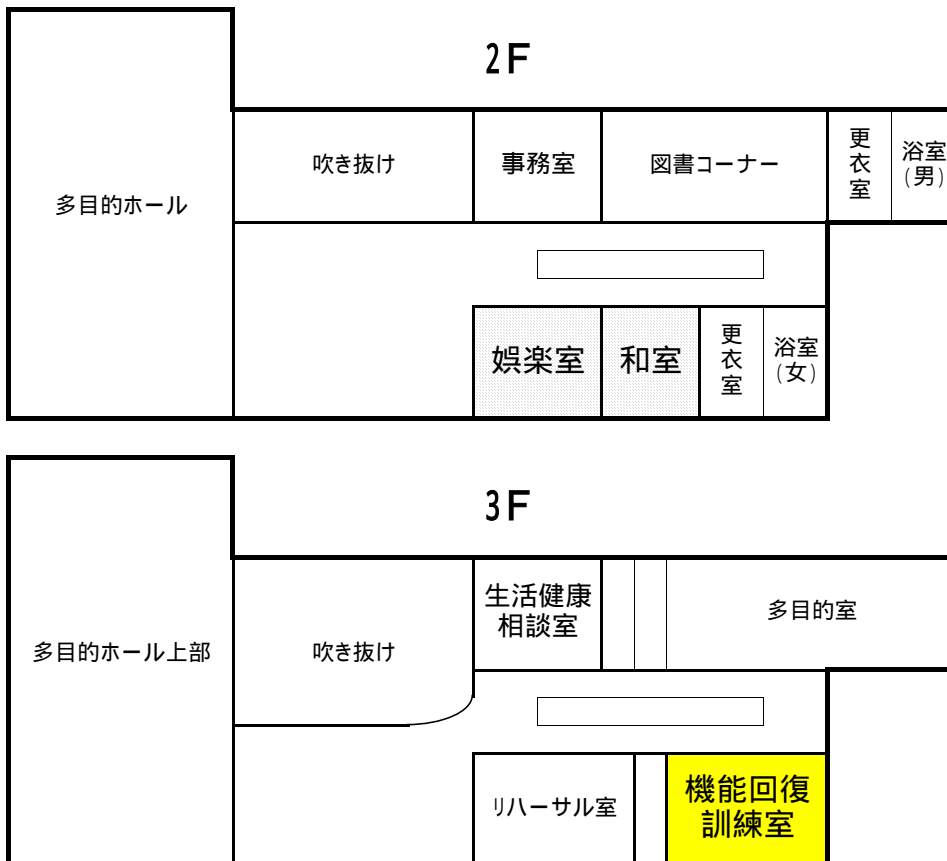 2F
多目的ホール
吹き抜け
事務室
図書コーナー
更衣室
浴室
(男)
娯楽室
和室
更衣室
浴室
(女)
3F
多目的ホール上部
吹き抜け
生活健康
相談室
多目的室
リハーサル室
機能回復
訓練室